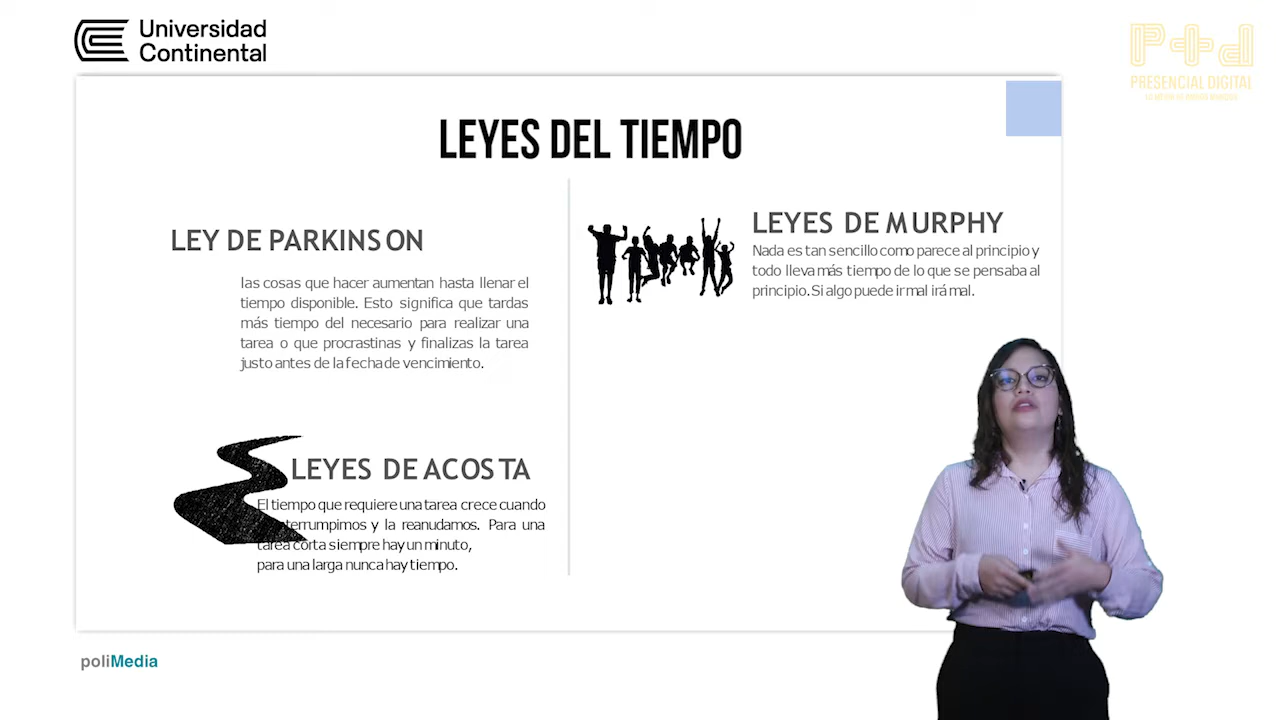 Universidad
Continental
P+d
PRESENCIAL DIGITAL
LEYES DEL TIEMPO
LEY DE PARKINSON
las cosas que hacer aumentan hasta llenar el
tiempo disponible. Esto significa que tardas
más tiempo del necesario para realizar una
tarea o que procrastinas y finalizas la tarea
justo antes de la fecha de vencimiento.
LEYES DE ACOSTA
El tiempo que requiere una tarea crece cuando
terrumpimos y la reanudamos. Para una
tarea corta siempre hay un minuto,
para una larga nunca hay tiempo.
LEYES DE MURPHY
Nada es tan sencillo como parece al principio y
todo lleva más tiempo de lo que se pensaba al
principio. Si algo puede ir mal irá mal.
poliMedia